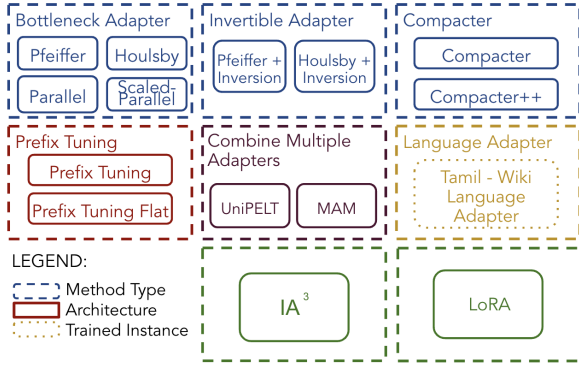 Bottleneck Adapter
Pfeiffer
Houlsby
Parallel
Scaled-
Parallel
Invertible Adapter
Pfeiffer +
Inversion
Houlsby +
Inversion
Compacter
Compacter
Compacter++
Prefix Tuning
Prefix Tuning
Prefix Tuning Flat
Combine Multiple
Adapters
UniPELT
MAM
Language Adapter
Tamil - Wiki
Language
Adapter
LEGEND:
Method Type
Architecture
Trained Instance
IA³
LoRA